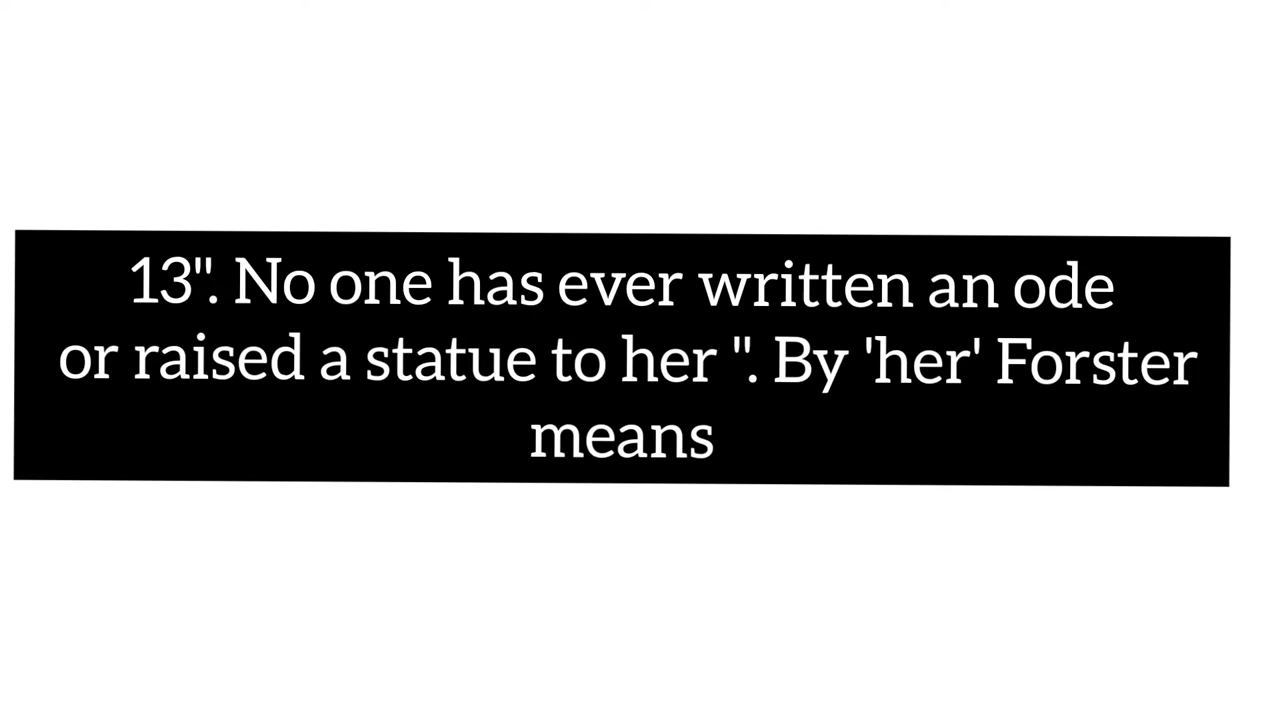 13". No one has ever written an ode
or raised a statue to her ". By 'her' Forster
means